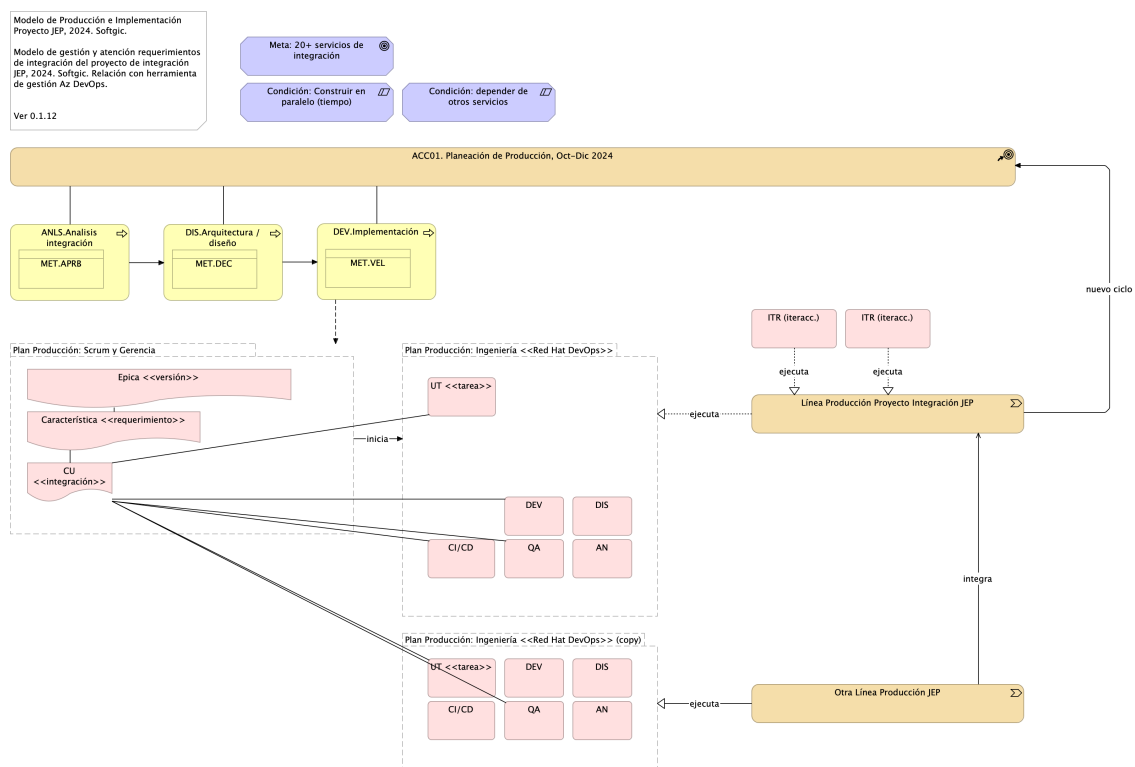 Modelo de Producción e Implementación
Proyecto JEP, 2024. Softgic.
Modelo de gestión y atención requerimientos
de integración del proyecto de integración
JEP, 2024. Softgic. Relación con herramienta
de gestión Az DevOps.
Ver 0.1.12
Meta: 20+ servicios de
integración
Condición: Construir en
paralelo (tiempo)
Condición: depender de
otros servicios
ACC01. Planeación de Producción, Oct-Dic 2024
ANLS.Analisis
integración
MET.APRB
DIS.Arquitectura /
diseño
MET.DEC
DEV.Implementación
MET.VEL
nuevo ciclo
ITR (iteracc.)
ITR (iteracc.)
ejecuta
ejecuta
Línea Producción Proyecto Integración JEP
Plan Producción: Scrum y Gerencia
Epica <<versión>>
Característica <<requerimiento>>
CU
<<integración>>
inicia
Plan Producción: Ingeniería <<Red Hat DevOps>>
UT <<tarea>>
ejecuta
DEV
DIS
CI/CD
QA
AN
integra
Plan Producción: Ingeniería <<Red Hat DevOps>> (copy)
UT <<tarea>>
DEV
DIS
CI/CD
QA
AN
ejecuta
Otra Línea Producción JEP